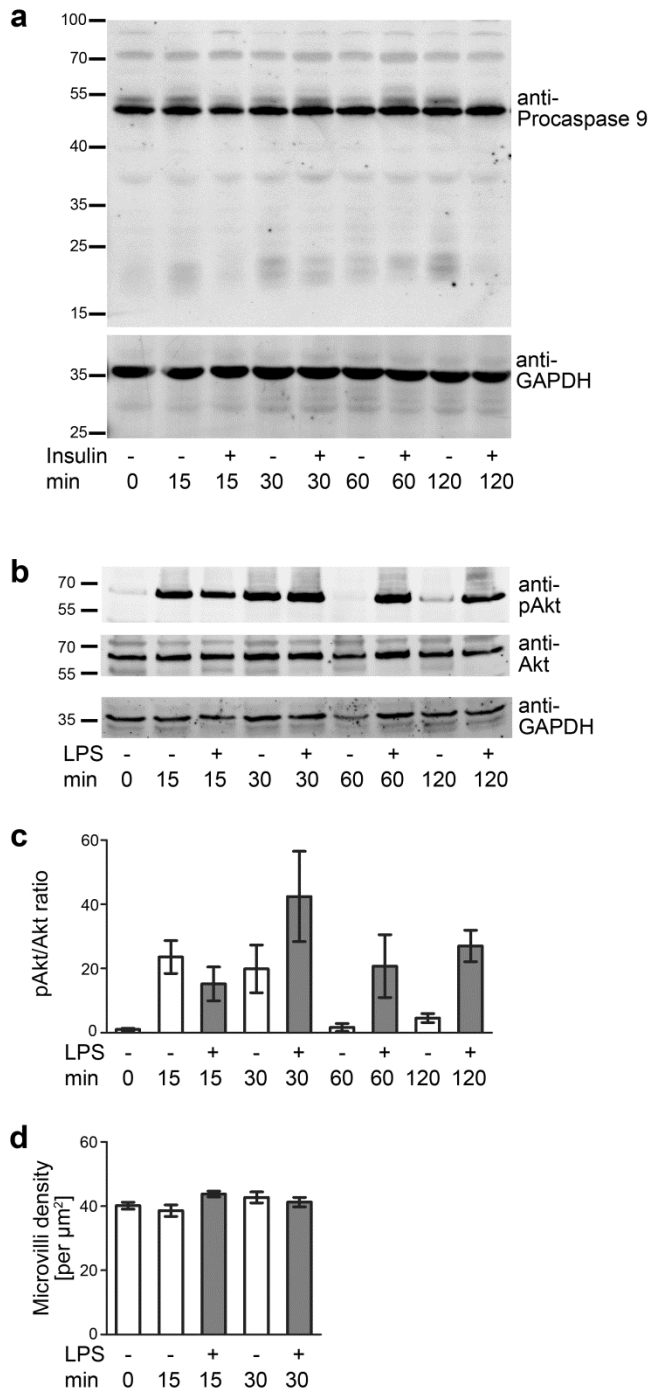 a
100
70
55
anti-
Procaspase 9
40
35
25
15
anti-
GAPDH
35
25
Insulin - - + - + - + - +
min 0 15 15 30 30 60 60 120 120
b
70
55
anti-
pAkt
70
55
anti-
Akt
35
anti-
GAPDH
LPS - - + - + - + - +
min 0 15 15 30 30 60 60 120 120
c
pAkt/Akt ratio
60
40
20
0
LPS - - + - + - + - +
min 0 15 15 30 30 60 60 120 120
d
Microvilli density
[per µm²]
60
40
20
0
LPS - - + - +
min 0 15 15 30 30